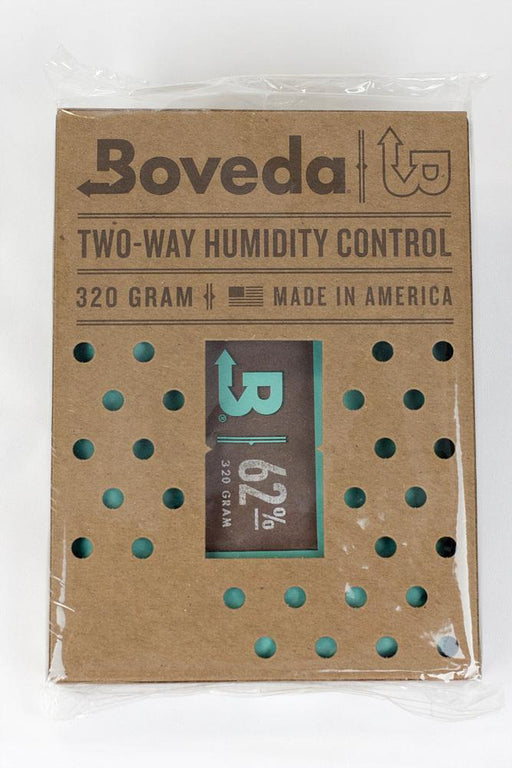 Boveda B
TWO-WAY HUMIDITY CONTROL
320 GRAM MADE IN AMERICA
B ®
62%
320 GRAM